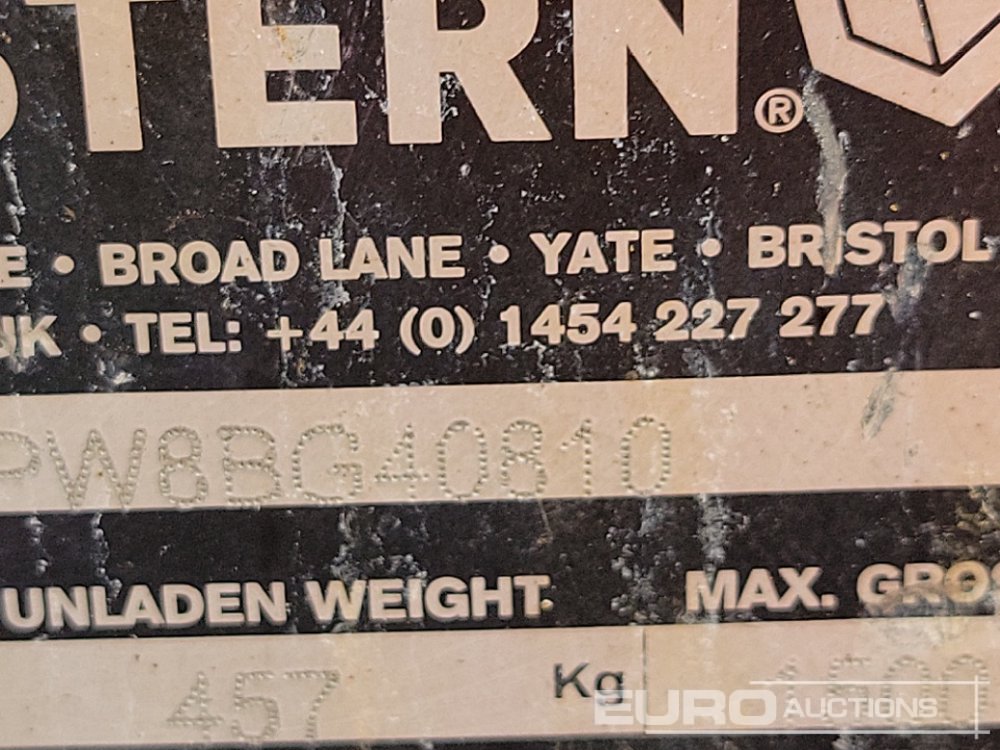 STERN®
E • BROAD LANE • YATE • BRISTOL
UK • TEL: +44 (0) 1454 227 277
PW8BG40810
UNLADEN WEIGHT MAX. GROS
457 Kg
EURO AUCTIONS